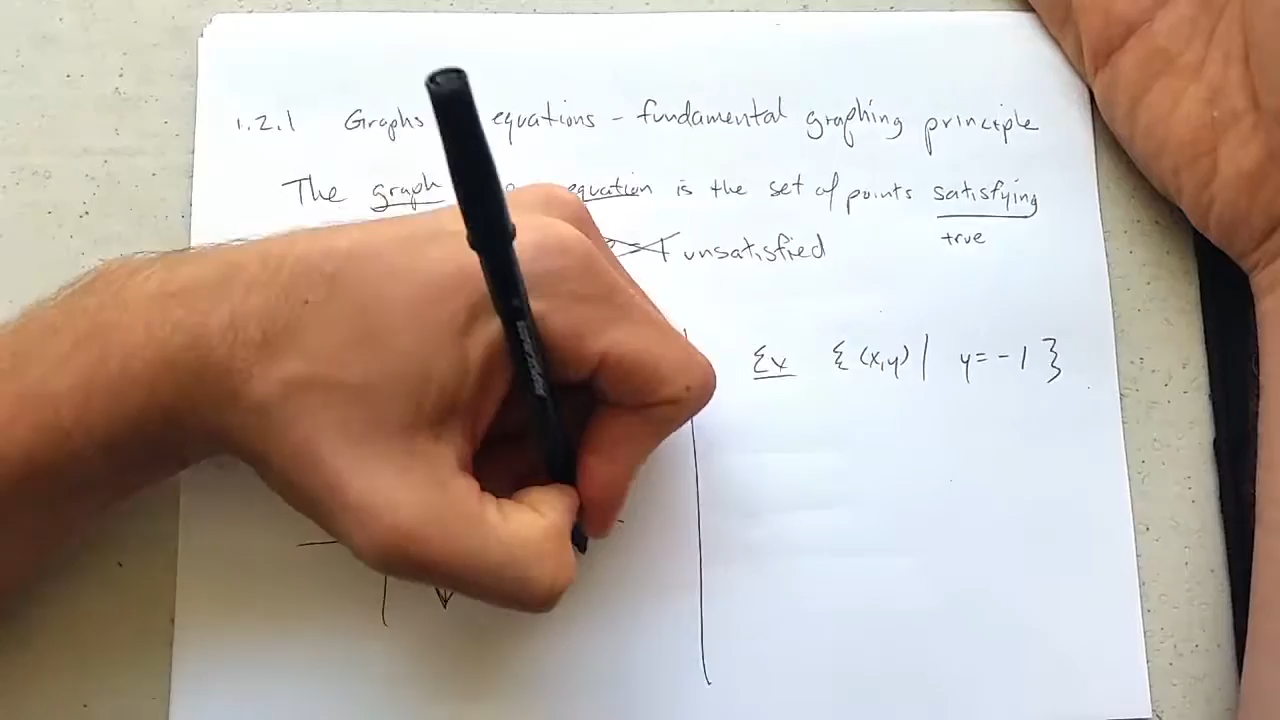 1.2.1 Graphs equations - fundamental graphing principle
The graph equation is the set of points satisfying
true
unsatisfied
Ex {(x,y) | y = -1}